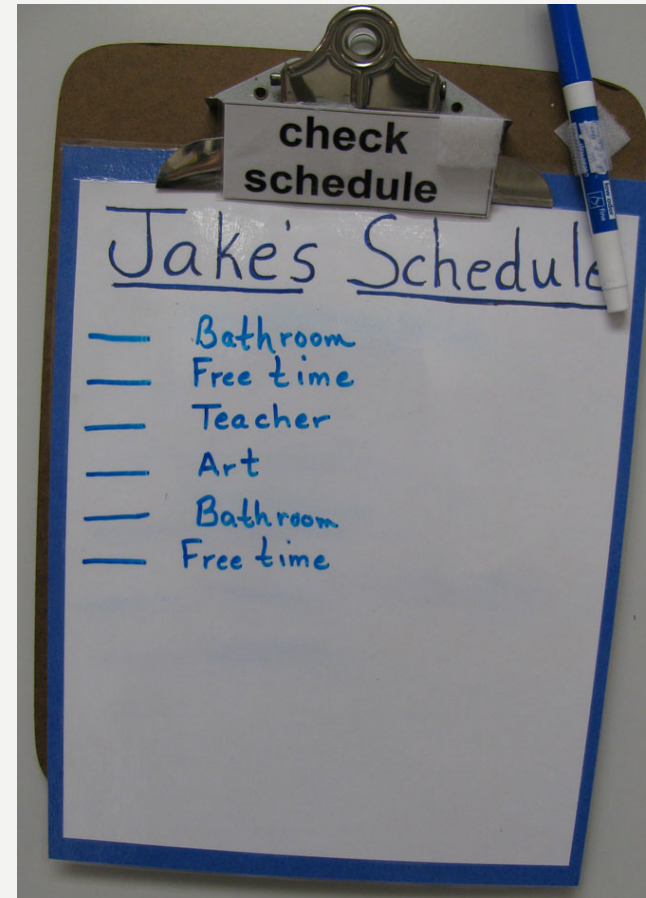 check
schedule
Jake's Schedule
Bathroom
Free time
Teacher
Art
Bathroom
Free time